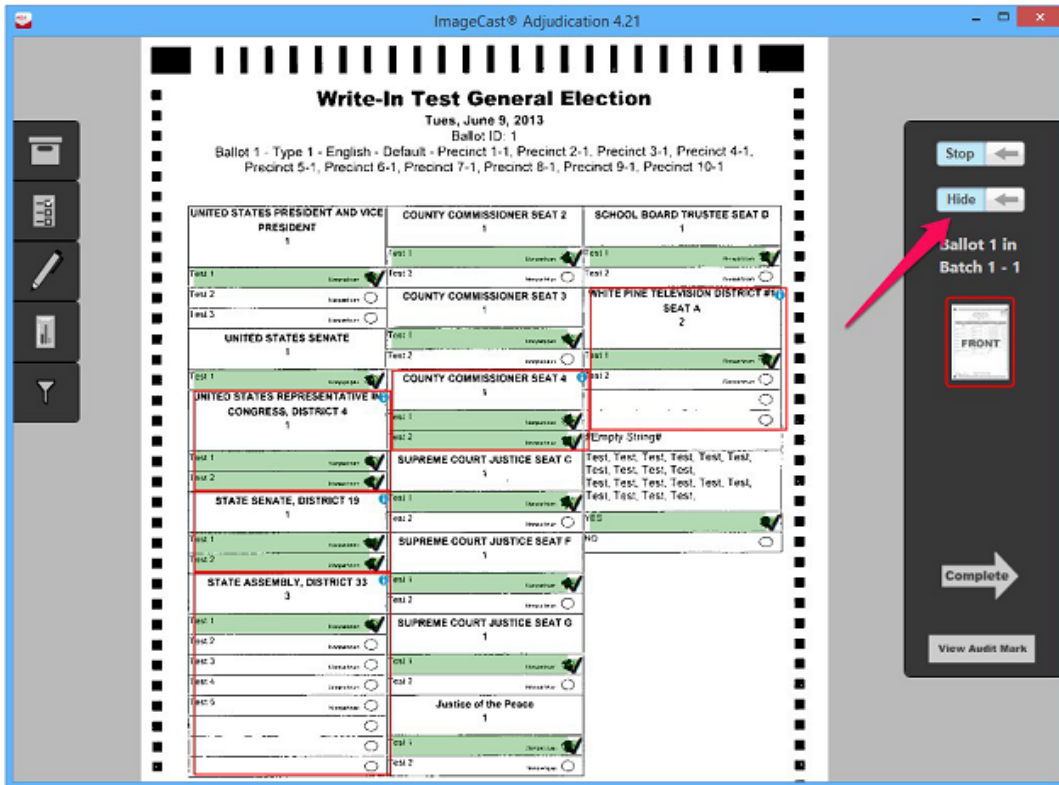 ImageCast® Adjudication 4.21
Write-In Test General Election
Tues, June 9, 2013
Ballot ID: 1
Ballot 1 - Type 1 - English - Default - Precinct 1-1, Precinct 2-1, Precinct 3-1, Precinct 4-1,
Precinct 5-1, Precinct 6-1, Precinct 7-1, Precinct 8-1, Precinct 9-1, Precinct 10-1
UNITED STATES PRESIDENT AND VICE
PRESIDENT
1
Test 1
Test 2
Test 3
UNITED STATES SENATE
1
Test 1
UNITED STATES REPRESENTATIVE IN
CONGRESS, DISTRICT 4
1
Test 1
Test 2
STATE SENATE, DISTRICT 19
1
Test 1
Test 2
STATE ASSEMBLY, DISTRICT 33
3
Test 1
Test 2
Test 3
Test 4
Test 5
COUNTY COMMISSIONER SEAT 2
1
Test 1
Test 2
COUNTY COMMISSIONER SEAT 3
1
Test 1
Test 2
COUNTY COMMISSIONER SEAT 4
1
Test 1
Test 2
SUPREME COURT JUSTICE SEAT C
1
Test 1
Test 2
SUPREME COURT JUSTICE SEAT F
1
Test 1
Test 2
SUPREME COURT JUSTICE SEAT G
1
Test 1
Test 2
Justice of the Peace
1
Test 1
Test 2
SCHOOL BOARD TRUSTEE SEAT D
1
Test 1
Test 2
WHITE PINE TELEVISION DISTRICT #1
SEAT A
2
Test 1
Test 2
#Empty String#
Test, Test, Test, Test, Test, Test,
Test, Test, Test, Test,
Test, Test, Test, Test, Test, Test,
Test, Test, Test, Test,
YES
NO
Stop
Hide
Ballot 1 in
Batch 1 - 1
FRONT
Complete
View Audit Mark